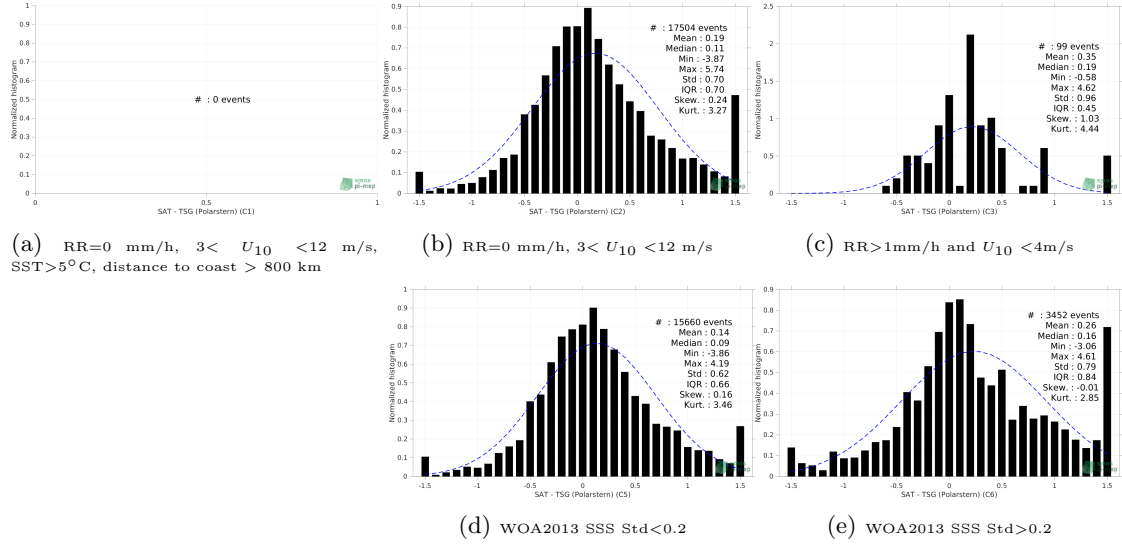 1
0.9
0.8
0.7
0.6
0.5
0.4
0.3
0.2
0.1
0
Normalized histogram
# : 0 events
0 0.5 1
SAT - TSG (Polarstern) (C1)
smos
pi-mep
(a) RR=0 mm/h, 3< U10 <12 m/s,
SST>5°C, distance to coast > 800 km
0.9
0.8
0.7
0.6
0.5
0.4
0.3
0.2
0.1
0
Normalized histogram
# : 17504 events
Mean : 0.19
Median : 0.11
Min : -3.87
Max : 5.74
Std : 0.70
IQR : 0.70
Skew. : 0.24
Kurt. : 3.27
-1.5 -1 -0.5 0 0.5 1 1.5
SAT - TSG (Polarstern) (C2)
(b) RR=0 mm/h, 3< U10 <12 m/s
2.5
2
1.5
1
0.5
0
Normalized histogram
# : 99 events
Mean : 0.35
Median : 0.19
Min : -0.58
Max : 4.62
Std : 0.96
IQR : 0.45
Skew. : 1.03
Kurt. : 4.44
-1.5 -1 -0.5 0 0.5 1 1.5
SAT - TSG (Polarstern) (C3)
smos
pi-mep
(c) RR>1mm/h and U10 <4m/s
1
0.9
0.8
0.7
0.6
0.5
0.4
0.3
0.2
0.1
0
Normalized histogram
# : 15660 events
Mean : 0.14
Median : 0.09
Min : -3.86
Max : 4.19
Std : 0.62
IQR : 0.66
Skew. : 0.16
Kurt. : 3.46
-1.5 -1 -0.5 0 0.5 1 1.5
SAT - TSG (Polarstern) (C5)
(d) WOA2013 SSS Std<0.2
0.9
0.8
0.7
0.6
0.5
0.4
0.3
0.2
0.1
0
Normalized histogram
# : 3452 events
Mean : 0.26
Median : 0.16
Min : -3.06
Max : 4.61
Std : 0.79
IQR : 0.84
Skew. : -0.01
Kurt. : 2.85
-1.5 -1 -0.5 0 0.5 1 1.5
SAT - TSG (Polarstern) (C6)
(e) WOA2013 SSS Std>0.2